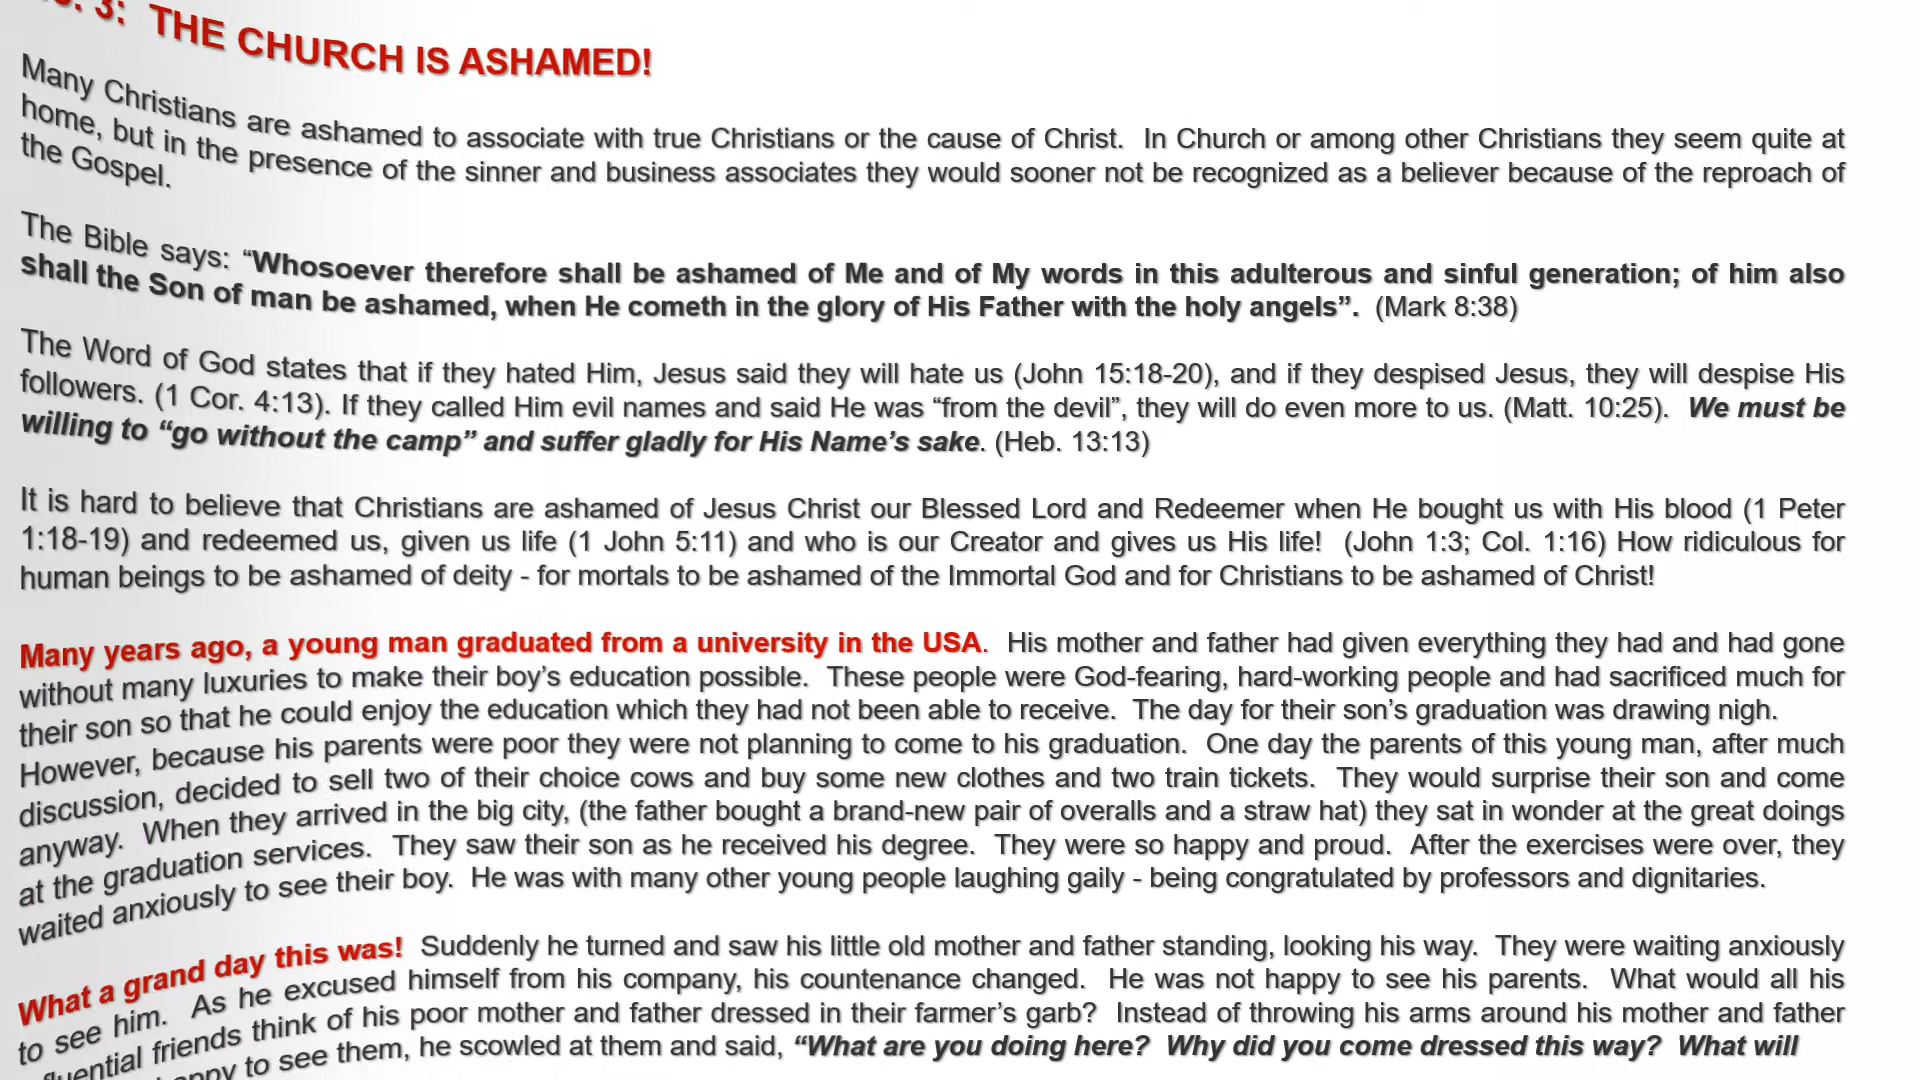 3: THE CHURCH IS ASHAMED!
Many Christians are ashamed to associate with true Christians or the cause of Christ. In Church or among other Christians they seem quite at
home, but in the presence of the sinner and business associates they would sooner not be recognized as a believer because of the reproach of
the Gospel.
The Bible says: “Whosoever therefore shall be ashamed of Me and of My words in this adulterous and sinful generation; of him also
shall the Son of man be ashamed, when He cometh in the glory of His Father with the holy angels”. (Mark 8:38)
The Word of God states that if they hated Him, Jesus said they will hate us (John 15:18-20), and if they despised Jesus, they will despise His
followers. (1 Cor. 4:13). If they called Him evil names and said He was “from the devil”, they will do even more to us. (Matt. 10:25). We must be
willing to “go without the camp” and suffer gladly for His Name’s sake. (Heb. 13:13)
It is hard to believe that Christians are ashamed of Jesus Christ our Blessed Lord and Redeemer when He bought us with His blood (1 Peter
1:18-19) and redeemed us, given us life (1 John 5:11) and who is our Creator and gives us His life! (John 1:3; Col. 1:16) How ridiculous for
human beings to be ashamed of deity - for mortals to be ashamed of the Immortal God and for Christians to be ashamed of Christ!
Many years ago, a young man graduated from a university in the USA. His mother and father had given everything they had and had gone
without many luxuries to make their boy’s education possible. These people were God-fearing, hard-working people and had sacrificed much for
their son so that he could enjoy the education which they had not been able to receive. The day for their son’s graduation was drawing nigh.
However, because his parents were poor they were not planning to come to his graduation. One day the parents of this young man, after much
discussion, decided to sell two of their choice cows and buy some new clothes and two train tickets. They would surprise their son and come
anyway. When they arrived in the big city, (the father bought a brand-new pair of overalls and a straw hat) they sat in wonder at the great doings
at the graduation services. They saw their son as he received his degree. They were so happy and proud. After the exercises were over, they
waited anxiously to see their boy. He was with many other young people laughing gaily - being congratulated by professors and dignitaries.
What a grand day this was! Suddenly he turned and saw his little old mother and father standing, looking his way. They were waiting anxiously
to see him. As he excused himself from his company, his countenance changed. He was not happy to see his parents. What would all his
friends think of his poor mother and father dressed in their farmer’s garb? Instead of throwing his arms around his mother and father
to see them, he scowled at them and said, “What are you doing here? Why did you come dressed this way? What will